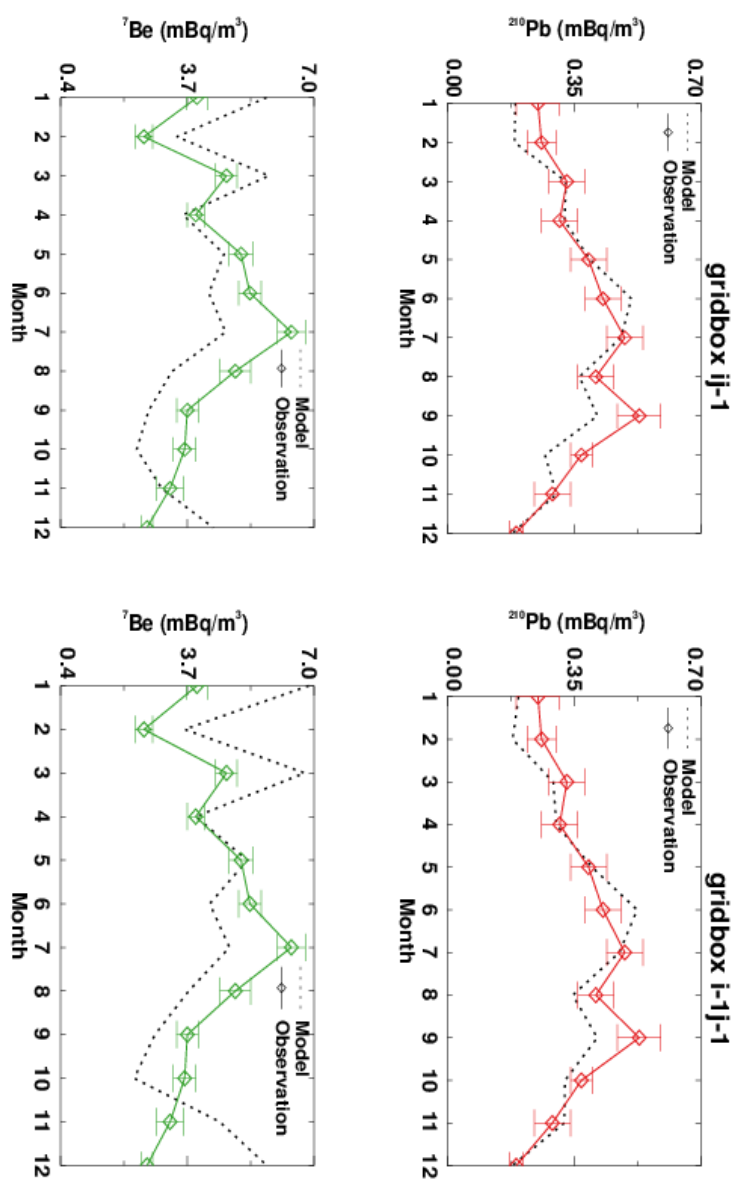 gridbox ij-1
²¹⁰Pb (mBq/m³)
0.70
0.35
0.00
Model
Observation
1 2 3 4 5 6 7 8 9 10 11 12
Month
gridbox i-1j-1
²¹⁰Pb (mBq/m³)
0.70
0.35
0.00
Model
Observation
1 2 3 4 5 6 7 8 9 10 11 12
Month
⁷Be (mBq/m³)
7.0
3.7
0.4
Model
Observation
1 2 3 4 5 6 7 8 9 10 11 12
Month
⁷Be (mBq/m³)
7.0
3.7
0.4
Model
Observation
1 2 3 4 5 6 7 8 9 10 11 12
Month